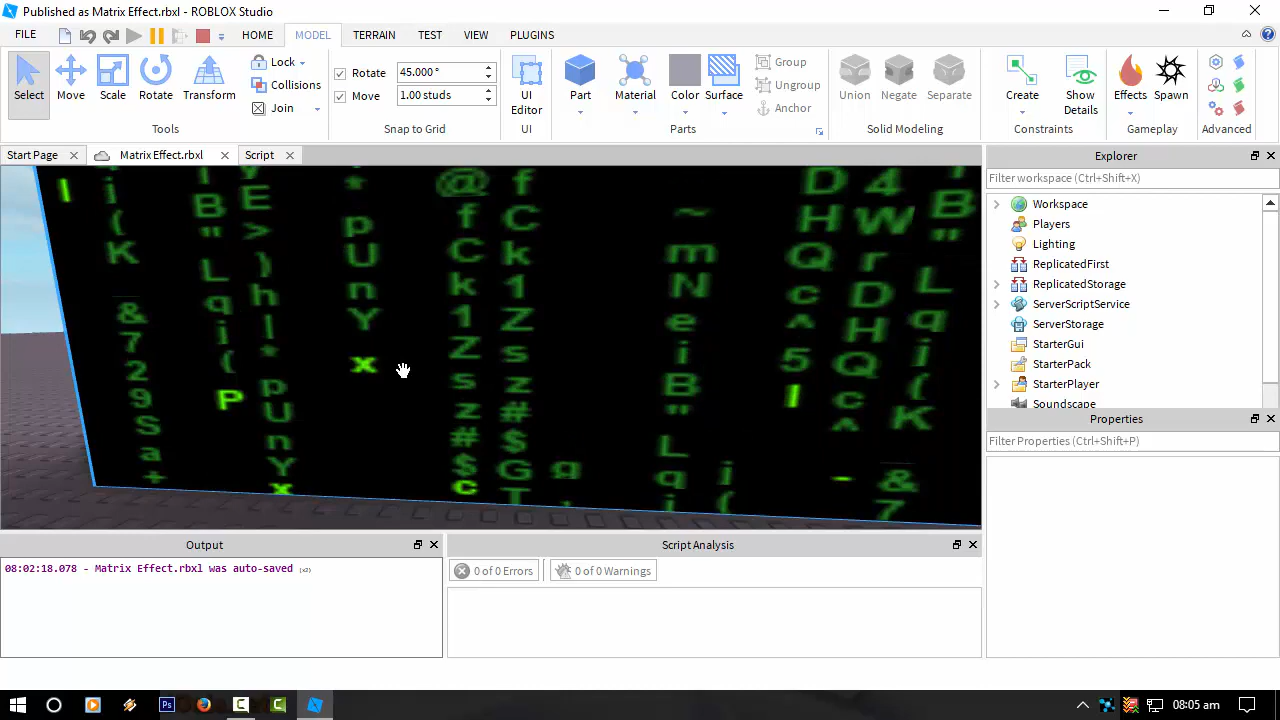 Published as Matrix Effect.rbxl - ROBLOX Studio
FILE HOME MODEL TERRAIN TEST VIEW PLUGINS
Select Move Scale Rotate Transform
Lock
Collisions
Join
Rotate 45.000 °
Move 1.00 studs
UI Editor
Part Material Color Surface
Group
Ungroup
Anchor
Union Negate Separate
Create Show Details
Effects Spawn
Tools Snap to Grid UI Parts Solid Modeling Constraints Gameplay Advanced
Start Page Matrix Effect.rbxl Script
Explorer
Filter workspace (Ctrl+Shift+X)
Workspace
Players
Lighting
ReplicatedFirst
ReplicatedStorage
ServerScriptService
ServerStorage
StarterGui
StarterPack
StarterPlayer
Soundscape
Properties
Filter Properties (Ctrl+Shift+P)
Output
08:02:18.078 - Matrix Effect.rbxl was auto-saved (x2)
Script Analysis
0 of 0 Errors 0 of 0 Warnings
08:05 am